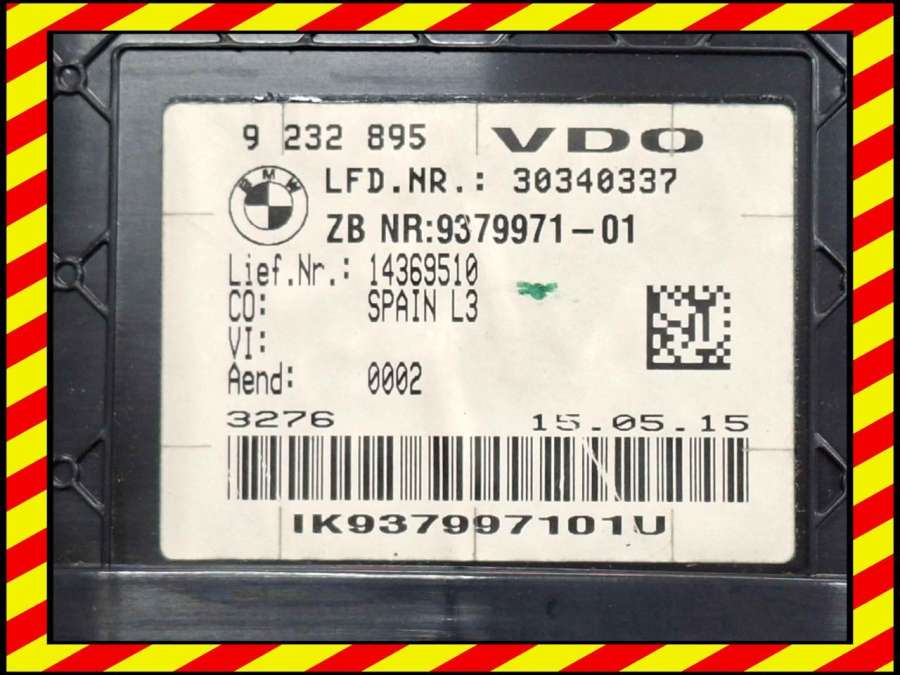 9 232 895 VDO
BMW
LFD.NR.: 30340337
ZB NR:9379971-01
Lief.Nr.: 14369510
CO: SPAIN L3
VI:
Aend: 0002
3276 15.05.15
IK937997101U